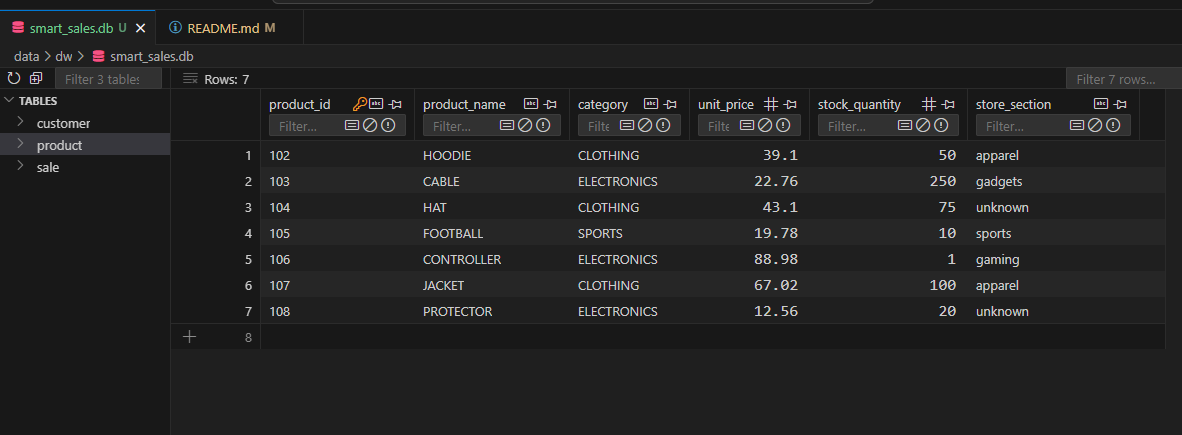 smart_sales.db U README.md M
data dw smart_sales.db
Filter 3 tables Rows: 7 Filter 7 rows...
TABLES
customer
product
sale
product_id product_name category unit_price stock_quantity store_section
Filter... Filter... Filte Filter... Filter... Filter...
1 102 HOODIE CLOTHING 39.1 50 apparel
2 103 CABLE ELECTRONICS 22.76 250 gadgets
3 104 HAT CLOTHING 43.1 75 unknown
4 105 FOOTBALL SPORTS 19.78 10 sports
5 106 CONTROLLER ELECTRONICS 88.98 1 gaming
6 107 JACKET CLOTHING 67.02 100 apparel
7 108 PROTECTOR ELECTRONICS 12.56 20 unknown
8